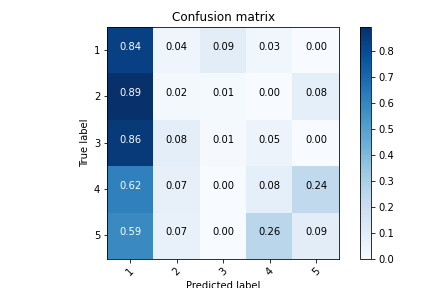 Confusion matrix
1 0.84 0.04 0.09 0.03 0.00
2 0.89 0.02 0.01 0.00 0.08
3 0.86 0.08 0.01 0.05 0.00
4 0.62 0.07 0.00 0.08 0.24
5 0.59 0.07 0.00 0.26 0.09
1 2 3 4 5
True label
Predicted label
0.8
0.7
0.6
0.5
0.4
0.3
0.2
0.1
0.0